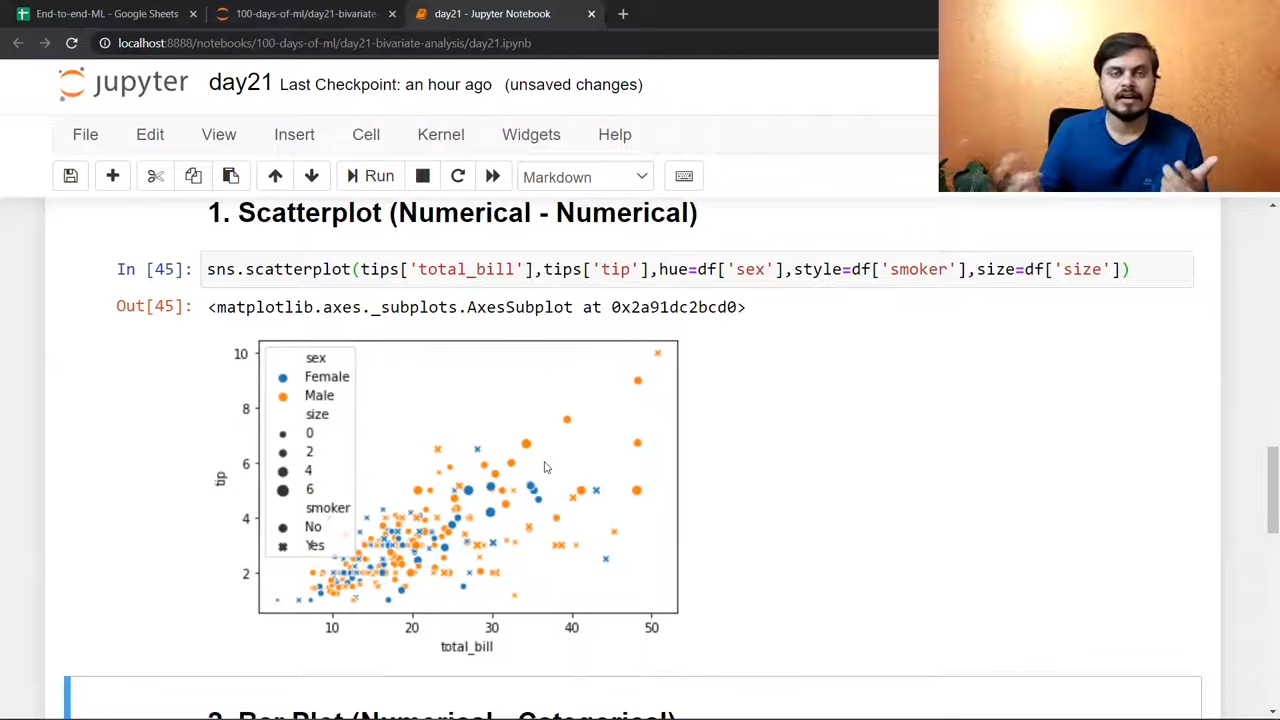 End-to-end-ML - Google Sheets
100-days-of-ml/day21-bivariate-
day21 - Jupyter Notebook
localhost:8888/notebooks/100-days-of-ml/day21-bivariate-analysis/day21.ipynb
jupyter day21 Last Checkpoint: an hour ago (unsaved changes)
File Edit View Insert Cell Kernel Widgets Help
Run Markdown
1. Scatterplot (Numerical - Numerical)
In [45]: sns.scatterplot(tips['total_bill'],tips['tip'],hue=df['sex'],style=df['smoker'],size=df['size'])
Out[45]: <matplotlib.axes._subplots.AxesSubplot at 0x2a91dc2bcd0>
10
8
6
4
2
tip
sex
Female
Male
size
0
2
4
6
smoker
No
Yes
10 20 30 40 50
total_bill
2. Bar Plot (Numerical - Categorical)